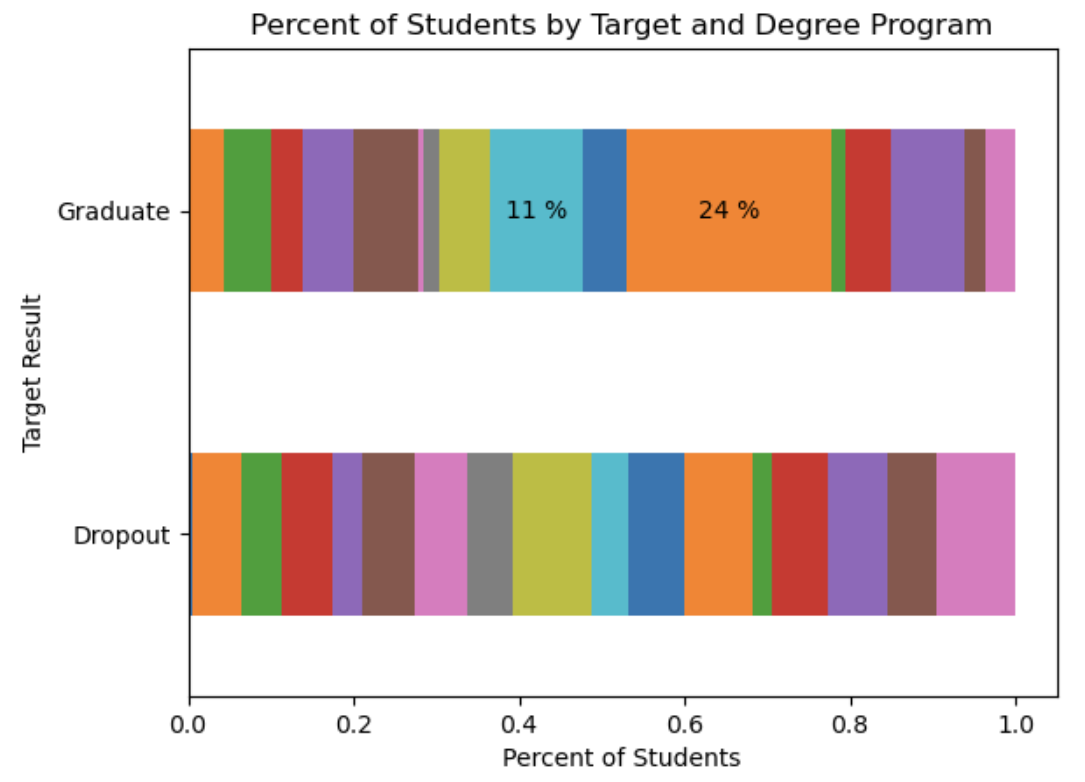 Percent of Students by Target and Degree Program
Graduate
11 %
24 %
Target Result
Dropout
0.0
0.2
0.4
0.6
0.8
1.0
Percent of Students